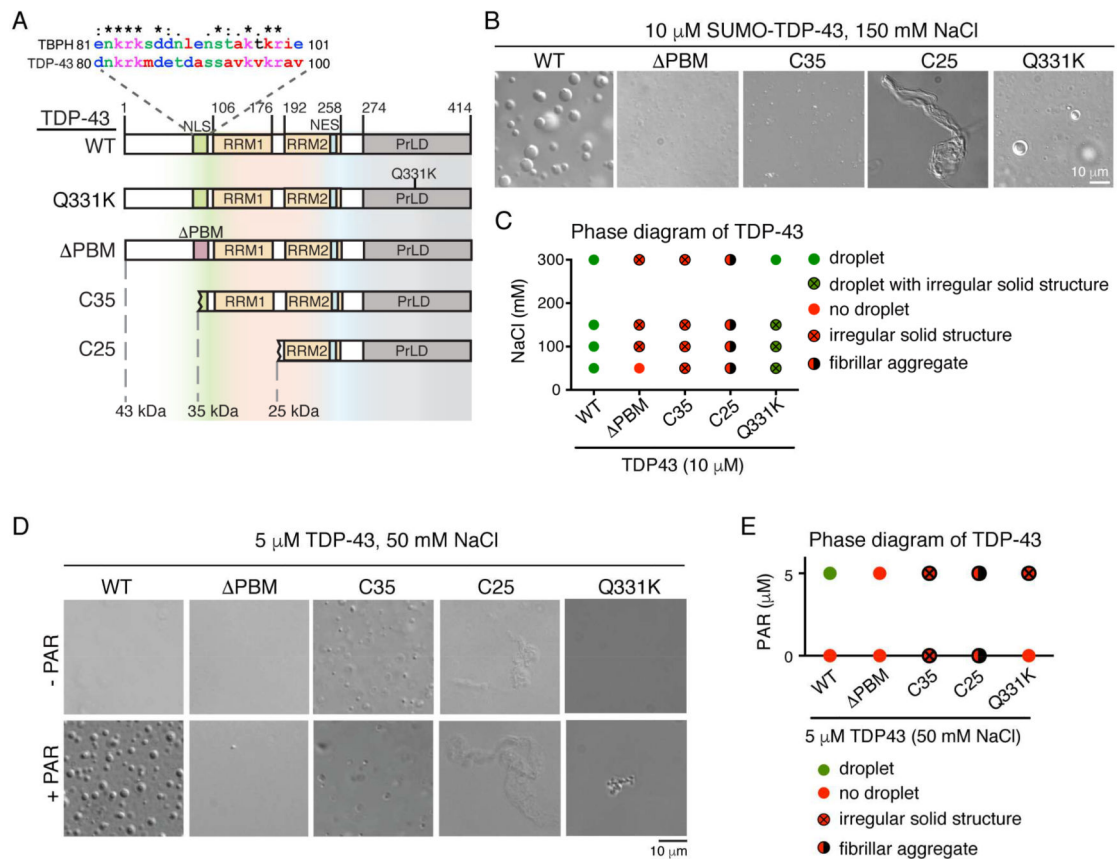 A
:****  *:.  .*:.*.**
TBPH 81 enkrksddnlenstaktkrie 101
TDP-43 80 dnkrkmdetdassavkvkrav 100
1 106 176 192 258 274 414
TDP-43
NLS NES
WT RRM1 RRM2 PrLD
Q331K
Q331K RRM1 RRM2 PrLD
ΔPBM
ΔPBM RRM1 RRM2 PrLD
C35 RRM1 RRM2 PrLD
C25 RRM2 PrLD
43 kDa 35 kDa 25 kDa
B
10 μM SUMO-TDP-43, 150 mM NaCl
WT ΔPBM C35 C25 Q331K
10 μm
C
Phase diagram of TDP-43
NaCl (mM)
300
200
100
0
WT ΔPBM C35 C25 Q331K
TDP43 (10 μM)
droplet
droplet with irregular solid structure
no droplet
irregular solid structure
fibrillar aggregate
D
5 μM TDP-43, 50 mM NaCl
WT ΔPBM C35 C25 Q331K
- PAR
+ PAR
10 μm
E
Phase diagram of TDP-43
PAR (μM)
5
0
WT ΔPBM C35 C25 Q331K
5 μM TDP43 (50 mM NaCl)
droplet
no droplet
irregular solid structure
fibrillar aggregate